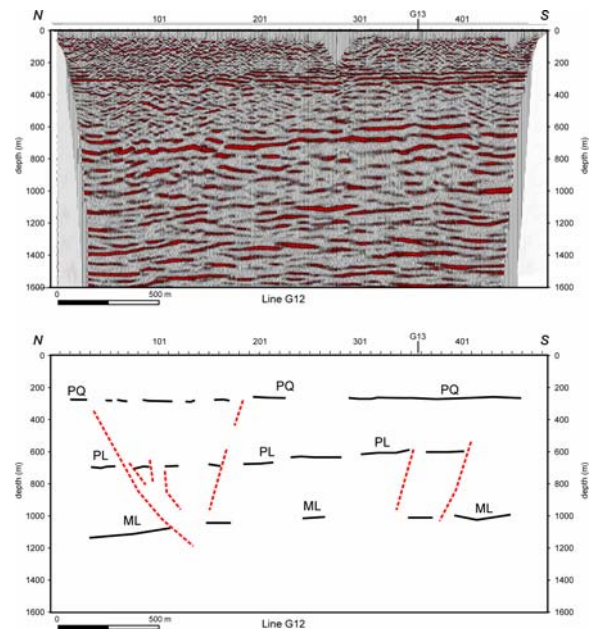 N 101 201 301 G13 401 S
0 0
200 200
400 400
600 600
depth (m) depth (m)
800 800
1000 1000
1200 1200
1400 1400
1600 1600
0 500 m Line G12
N 101 201 301 G13 401 S
0 0
200 200
PQ PQ PQ
400 400
600 600
depth (m) depth (m)
PL PL PL
800 800
1000 1000
ML ML
1200 1200
1400 1400
1600 1600
0 500 m Line G12